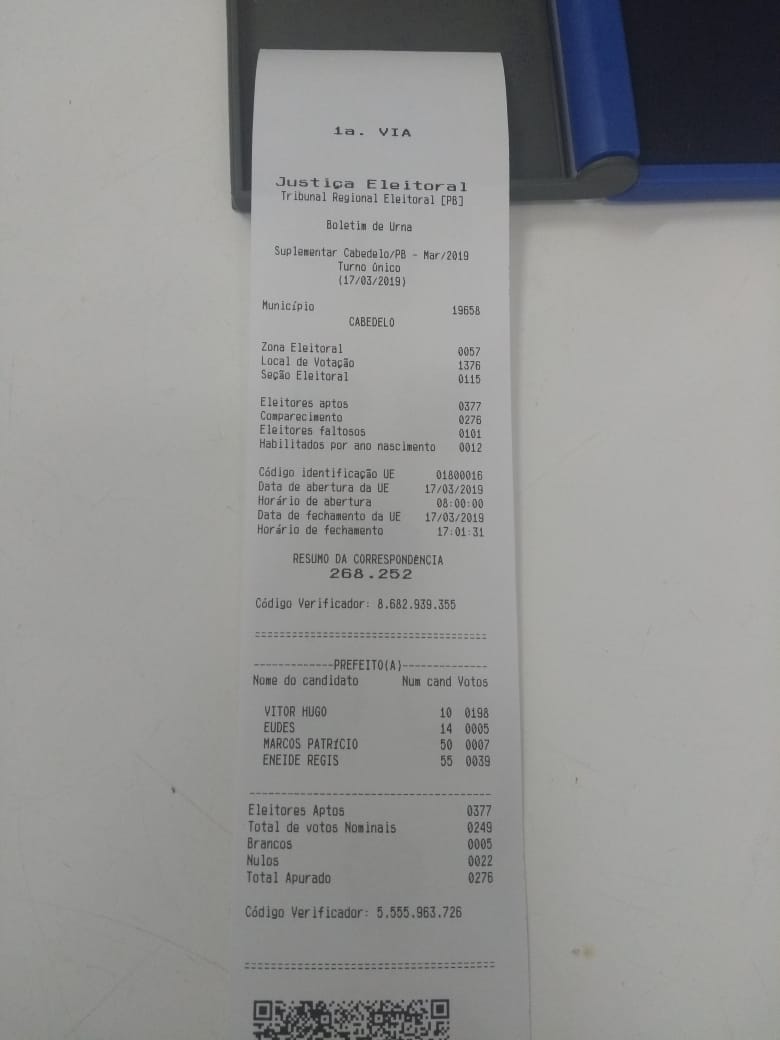 1a. VIA
Justiça Eleitoral
Tribunal Regional Eleitoral [PB]
Boletim de Urna
Suplementar Cabedelo/PB - Mar/2019
Turno único
(17/03/2019)
Município 19658
CABEDELO
Zona Eleitoral 0057
Local de Votação 1376
Seção Eleitoral 0115
Eleitores aptos 0377
Comparecimento 0276
Eleitores faltosos 0101
Habilitados por ano nascimento 0012
Código identificação UE 01800016
Data de abertura da UE 17/03/2019
Horário de abertura 08:00:00
Data de fechamento da UE 17/03/2019
Horário de fechamento 17:01:31
RESUMO DA CORRESPONDÊNCIA
268.252
Código Verificador: 8.682.939.355
=====================================
-------------PREFEITO(A)--------------
Nome do candidato Num cand Votos
VITOR HUGO 10 0198
EUDES 14 0005
MARCOS PATRÍCIO 50 0007
ENEIDE REGIS 55 0039
--------------------------------------
Eleitores Aptos 0377
Total de votos Nominais 0249
Brancos 0005
Nulos 0022
Total Apurado 0276
Código Verificador: 5.555.963.726
=====================================